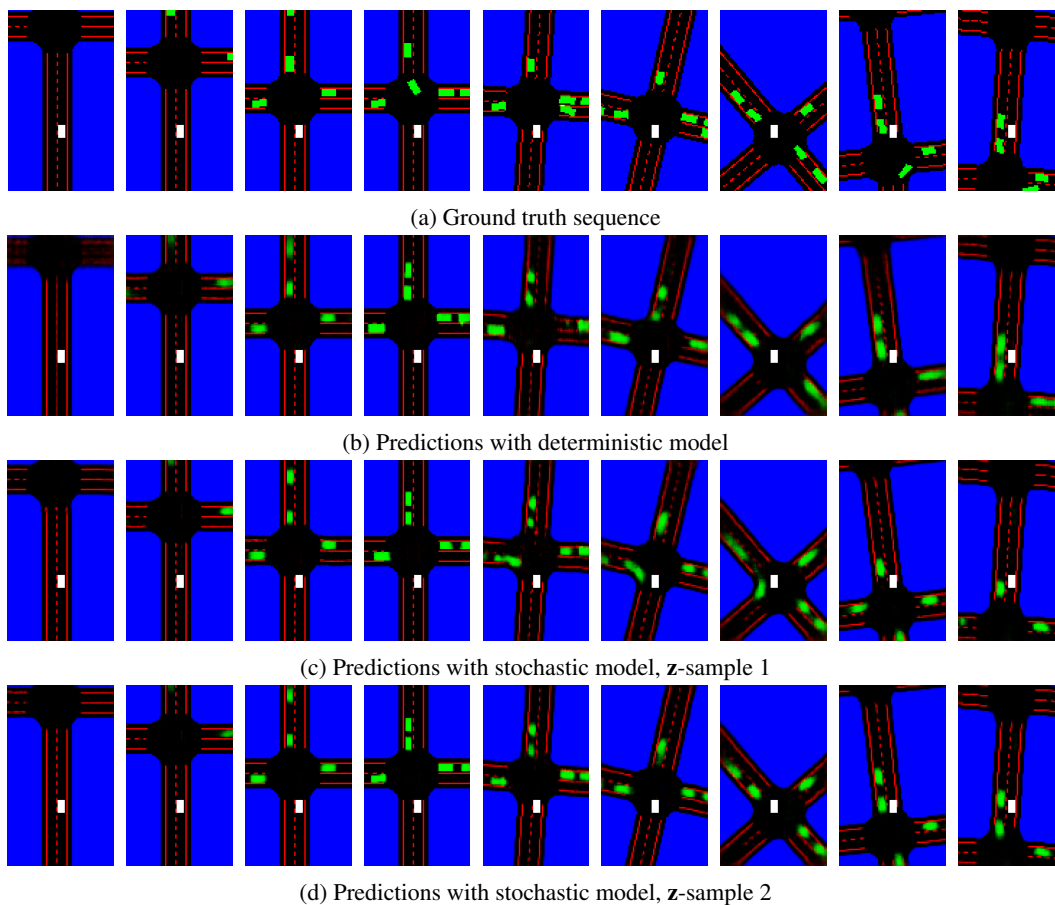 (a) Ground truth sequence
(b) Predictions with deterministic model
(c) Predictions with stochastic model, z-sample 1
(d) Predictions with stochastic model, z-sample 2